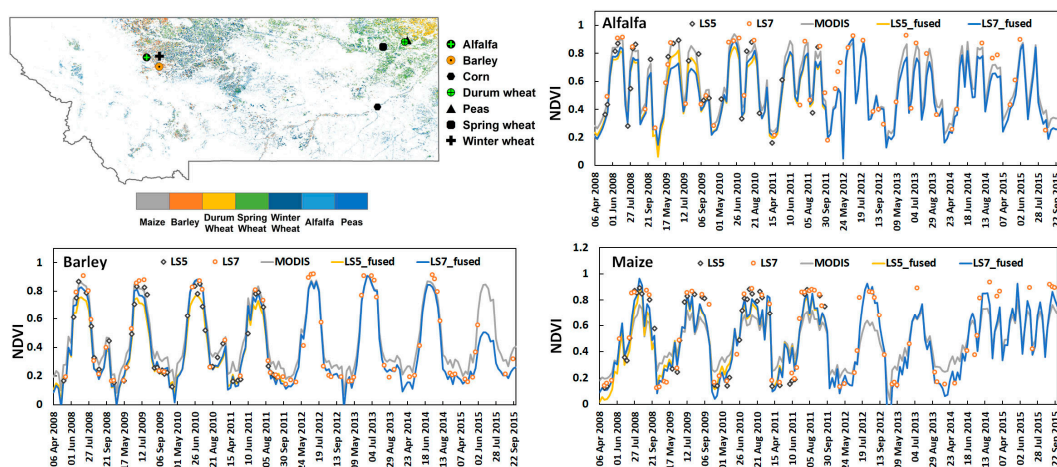 Alfalfa
Barley
Corn
Durum wheat
Peas
Spring wheat
Winter wheat
Maize
Barley
Durum Wheat
Spring Wheat
Winter Wheat
Alfalfa
Peas
Alfalfa
LS5 LS7 MODIS LS5_fused LS7_fused
NDVI
1
0.8
0.6
0.4
0.2
0
06 Apr 2008
01 Jun 2008
27 Jul 2008
21 Sep 2008
17 May 2009
12 Jul 2009
06 Sep 2009
01 May 2010
26 Jun 2010
21 Aug 2010
15 Apr 2011
10 Jun 2011
05 Aug 2011
30 Sep 2011
24 May 2012
19 Jul 2012
13 Sep 2012
09 May 2013
04 Jul 2013
29 Aug 2013
23 Apr 2014
18 Jun 2014
13 Aug 2014
07 Apr 2015
02 Jun 2015
28 Jul 2015
22 Sep 2015
Barley
LS5 LS7 MODIS LS5_fused LS7_fused
NDVI
1
0.8
0.6
0.4
0.2
0
06 Apr 2008
01 Jun 2008
27 Jul 2008
21 Sep 2008
17 May 2009
12 Jul 2009
06 Sep 2009
01 May 2010
26 Jun 2010
21 Aug 2010
15 Apr 2011
10 Jun 2011
05 Aug 2011
30 Sep 2011
24 May 2012
19 Jul 2012
13 Sep 2012
09 May 2013
04 Jul 2013
29 Aug 2013
23 Apr 2014
18 Jun 2014
13 Aug 2014
07 Apr 2015
02 Jun 2015
28 Jul 2015
22 Sep 2015
Maize
LS5 LS7 MODIS LS5_fused LS7_fused
NDVI
1.2
1
0.8
0.6
0.4
0.2
0
06 Apr 2008
01 Jun 2008
27 Jul 2008
21 Sep 2008
17 May 2009
12 Jul 2009
06 Sep 2009
01 May 2010
26 Jun 2010
21 Aug 2010
15 Apr 2011
10 Jun 2011
05 Aug 2011
30 Sep 2011
24 May 2012
19 Jul 2012
13 Sep 2012
09 May 2013
04 Jul 2013
29 Aug 2013
23 Apr 2014
18 Jun 2014
13 Aug 2014
07 Apr 2015
02 Jun 2015
28 Jul 2015
22 Sep 2015